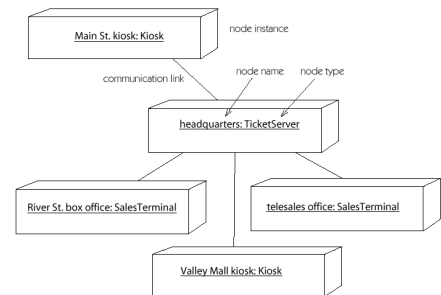 Main St. kiosk: Kiosk
node instance
communication link
node name
node type
headquarters: TicketServer
River St. box office: SalesTerminal
telesales office: SalesTerminal
Valley Mall kiosk: Kiosk